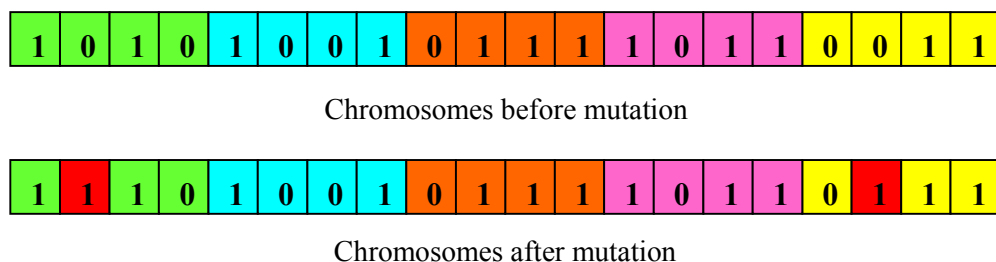 1 0 1 0 1 0 0 1 0 1 1 1 1 0 1 1 0 0 1 1
Chromosomes before mutation
1 1 1 0 1 0 0 1 0 1 1 1 1 0 1 1 0 1 1 1
Chromosomes after mutation